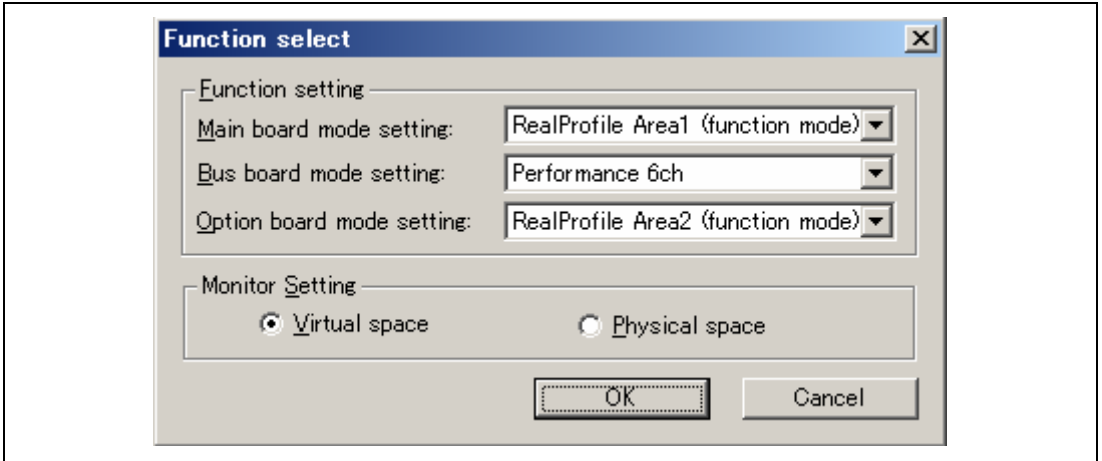 Function select
Function setting
Main board mode setting: RealProfile Area1 (function mode)
Bus board mode setting: Performance 6ch
Option board mode setting: RealProfile Area2 (function mode)
Monitor Setting
Virtual space Physical space
OK Cancel